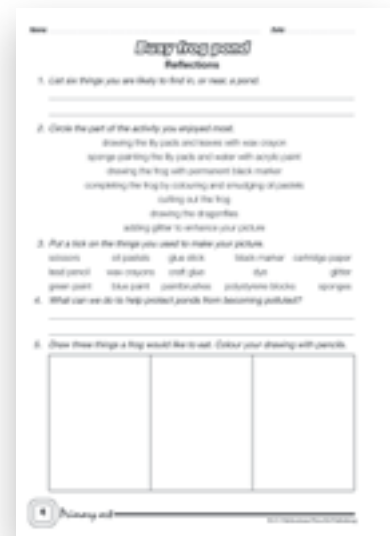 Name Date
Busy frog pond
Reflections
1. List six things you are likely to find in, or near, a pond.
2. Circle the part of the activity you enjoyed most.
drawing the lily pads and leaves with wax crayon
sponge painting the lily pads and water with acrylic paint
drawing the frog with permanent black marker
completing the frog by colouring and smudging oil pastels
cutting out the frog
drawing the dragonflies
adding glitter to enhance your picture
3. Put a tick on the things you used to make your picture.
scissors oil pastels glue stick black marker cartridge paper
lead pencil wax crayons craft glue dye glitter
green paint blue paint paintbrushes polystyrene blocks sponges
4. What can we do to help protect ponds from becoming polluted?
5. Draw three things a frog would like to eat. Colour your drawing with pencils.
Primary art